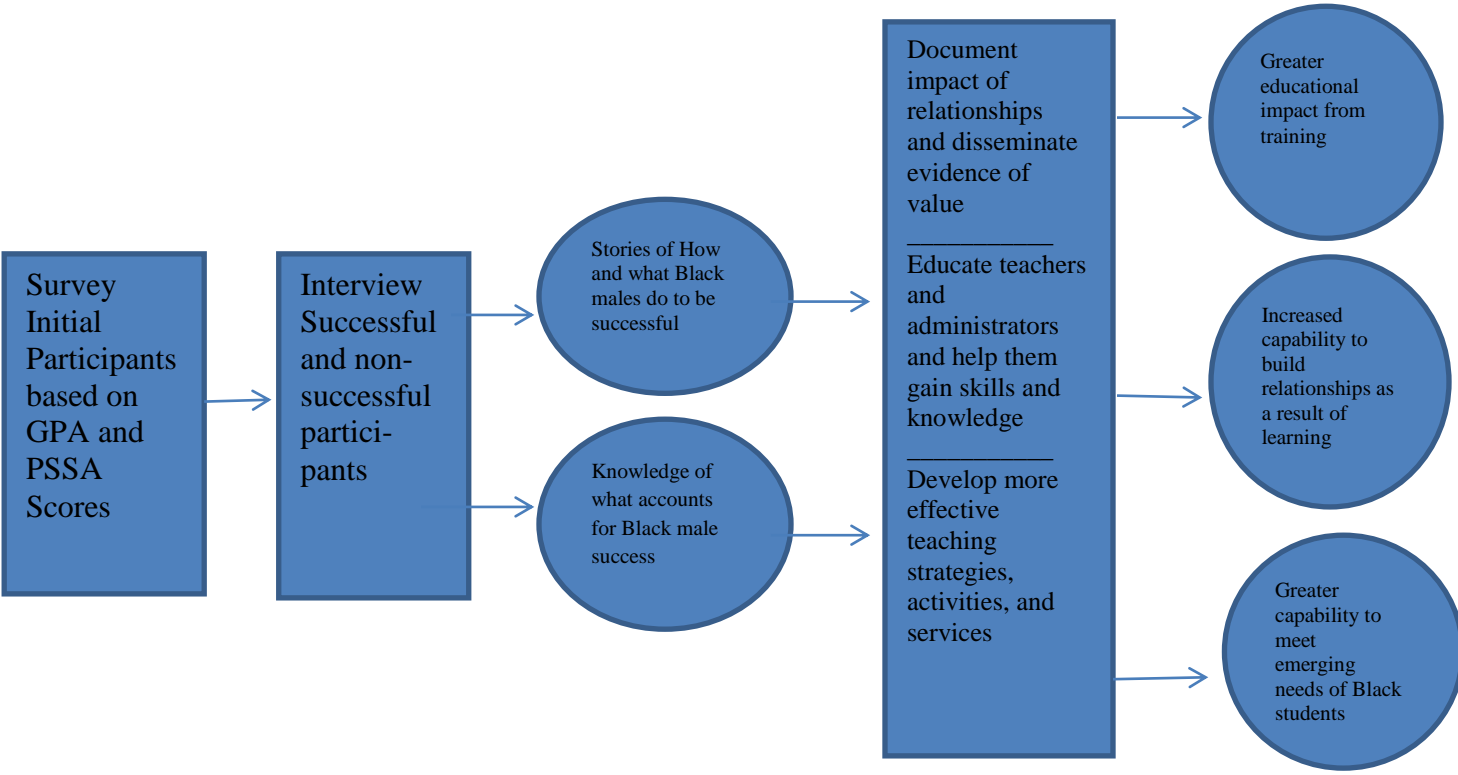 Survey
Initial
Participants
based on
GPA and
PSSA
Scores
Interview
Successful
and non-
successful
partici-
pants
Stories of How
and what Black
males do to be
successful
Knowledge of
what accounts
for Black male
success
Document
impact of
relationships
and disseminate
evidence of
value
___________
Educate teachers
and
administrators
and help them
gain skills and
knowledge
___________
Develop more
effective
teaching
strategies,
activities, and
services
Greater
educational
impact from
training
Increased
capability to
build
relationships as
a result of
learning
Greater
capability to
meet
emerging
needs of Black
students